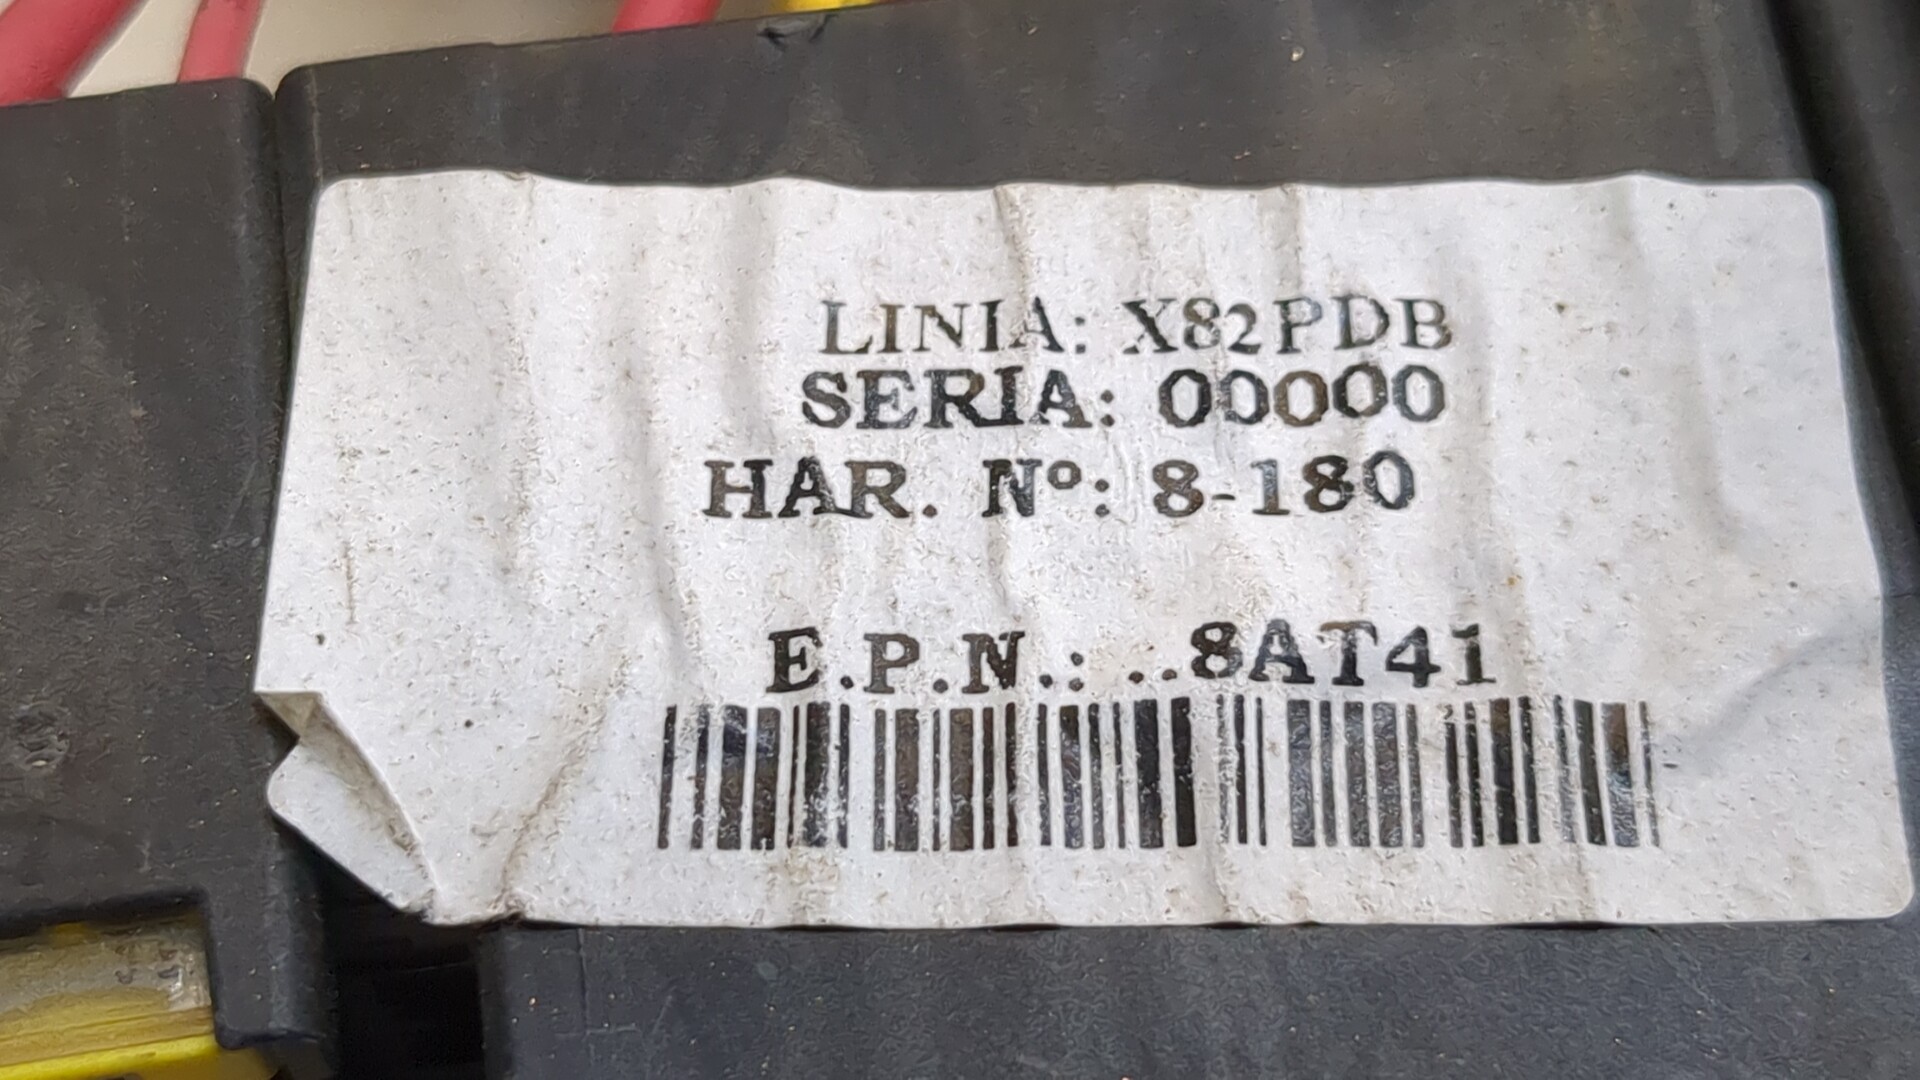 LINIA: X82PDB
SERIA: 00000
HAR. Nº: 8-180
E.P.N.: ..8AT41